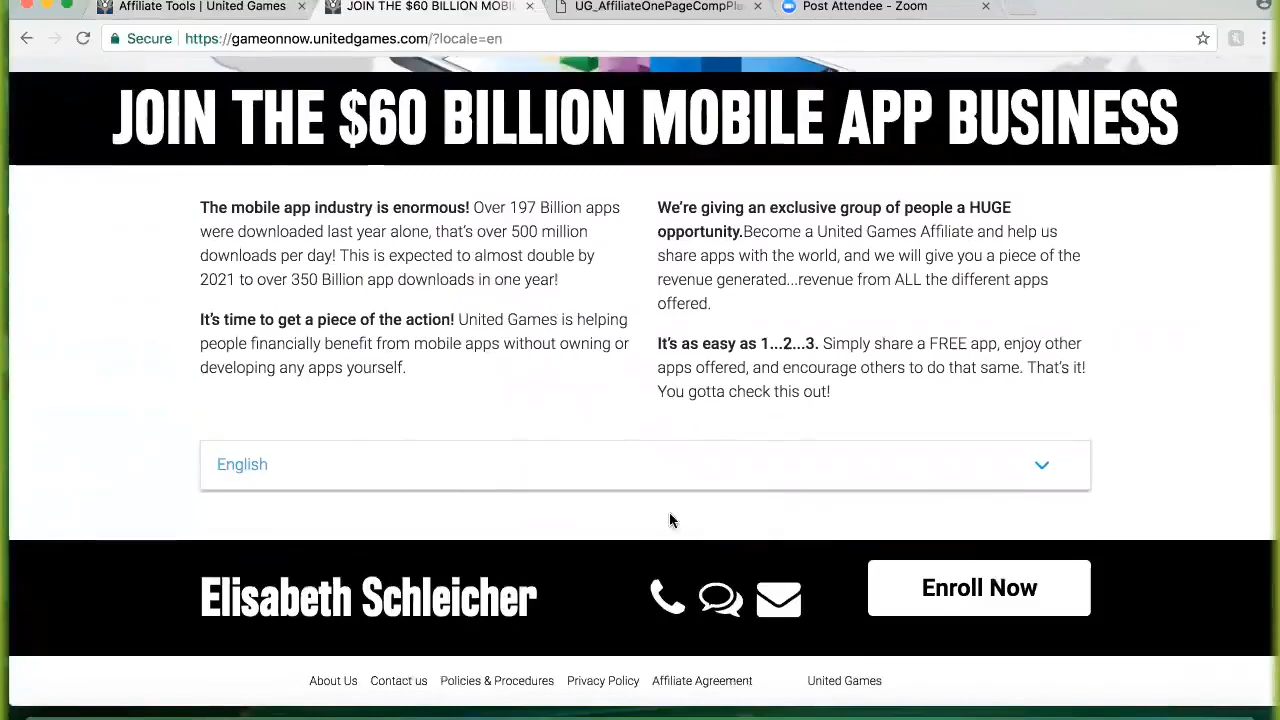 Affiliate Tools | United Games
JOIN THE $60 BILLION MOBIL
UG_AffiliateOnePageCompPla
Post Attendee - Zoom
Secure
https://gameonnow.unitedgames.com/?locale=en
JOIN THE $60 BILLION MOBILE APP BUSINESS
The mobile app industry is enormous! Over 197 Billion apps
were downloaded last year alone, that's over 500 million
downloads per day! This is expected to almost double by
2021 to over 350 Billion app downloads in one year!
It's time to get a piece of the action! United Games is helping
people financially benefit from mobile apps without owning or
developing any apps yourself.
We're giving an exclusive group of people a HUGE
opportunity.Become a United Games Affiliate and help us
share apps with the world, and we will give you a piece of the
revenue generated...revenue from ALL the different apps
offered.
It's as easy as 1...2...3. Simply share a FREE app, enjoy other
apps offered, and encourage others to do that same. That's it!
You gotta check this out!
English
Elisabeth Schleicher
Enroll Now
About Us Contact us Policies & Procedures Privacy Policy Affiliate Agreement United Games